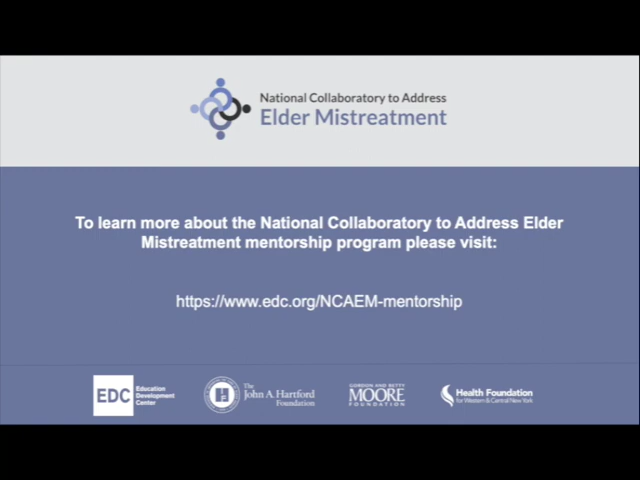 National Collaboratory to Address
Elder Mistreatment
To learn more about the National Collaboratory to Address Elder
Mistreatment mentorship program please visit:
https://www.edc.org/NCAEM-mentorship
EDC
Education
Development
Center
The
John A. Hartford
Foundation
GORDON AND BETTY
MOORE
FOUNDATION
Health Foundation
for Western & Central New York